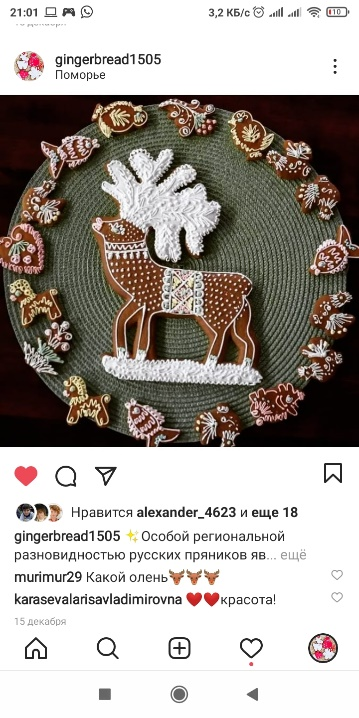 21:01 3,2 КБ/с 10
gingerbread1505
Поморье
Нравится alexander_4623 и еще 18
gingerbread1505 ✨Особой региональной
разновидностью русских пряников яв... ещё
murimur29 Какой олень🐮🐮🐮
karasevalarisavladimirovna ❤️❤️красота!
15 декабря